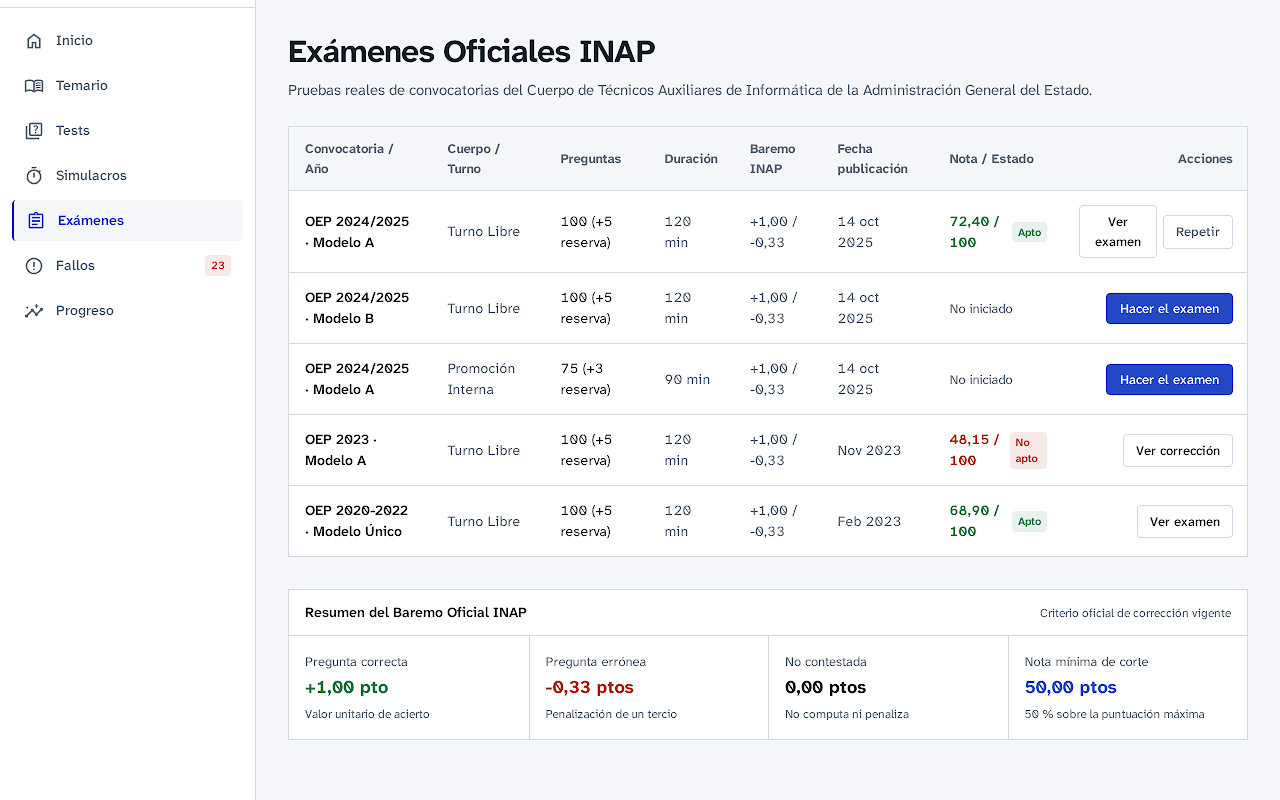 Inicio
Temario
Tests
Simulacros
Exámenes
Fallos 23
Progreso
Exámenes Oficiales INAP
Pruebas reales de convocatorias del Cuerpo de Técnicos Auxiliares de Informática de la Administración General del Estado.
Convocatoria / Año
Cuerpo / Turno
Preguntas
Duración
Baremo INAP
Fecha publicación
Nota / Estado
Acciones
OEP 2024/2025 · Modelo A
Turno Libre
100 (+5 reserva)
120 min
+1,00 / -0,33
14 oct 2025
72,40 / 100
Apto
Ver examen
Repetir
OEP 2024/2025 · Modelo B
Turno Libre
100 (+5 reserva)
120 min
+1,00 / -0,33
14 oct 2025
No iniciado
Hacer el examen
OEP 2024/2025 · Modelo A
Promoción Interna
75 (+3 reserva)
90 min
+1,00 / -0,33
14 oct 2025
No iniciado
Hacer el examen
OEP 2023 · Modelo A
Turno Libre
100 (+5 reserva)
120 min
+1,00 / -0,33
Nov 2023
48,15 / 100
No apto
Ver corrección
OEP 2020-2022 · Modelo Único
Turno Libre
100 (+5 reserva)
120 min
+1,00 / -0,33
Feb 2023
68,90 / 100
Apto
Ver examen
Resumen del Baremo Oficial INAP
Criterio oficial de corrección vigente
Pregunta correcta
+1,00 pto
Valor unitario de acierto
Pregunta errónea
-0,33 ptos
Penalización de un tercio
No contestada
0,00 ptos
No computa ni penaliza
Nota mínima de corte
50,00 ptos
50 % sobre la puntuación máxima